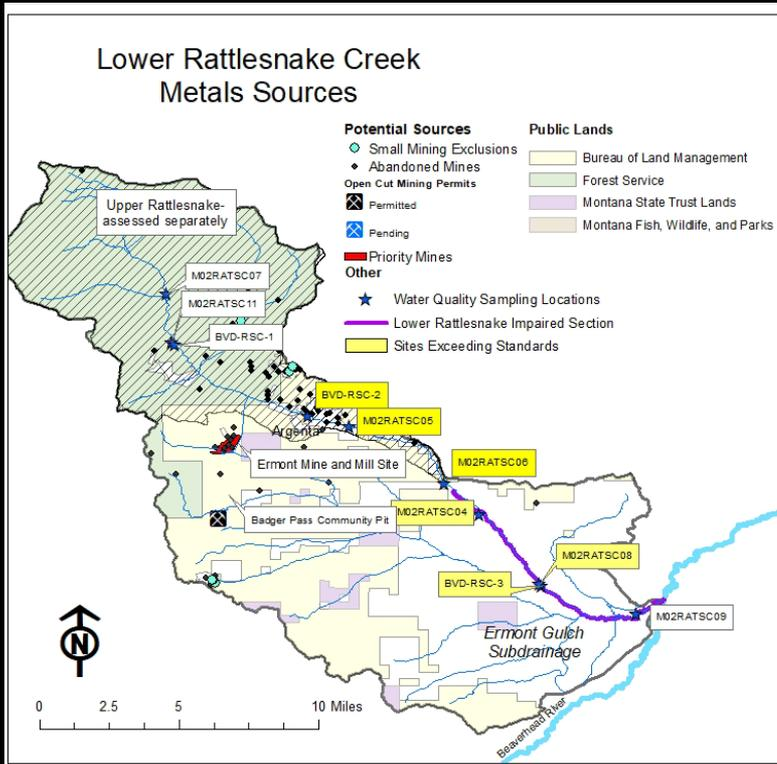 Lower Rattlesnake Creek
Metals Sources
Potential Sources
Small Mining Exclusions
Abandoned Mines
Open Cut Mining Permits
Permitted
Pending
Priority Mines
Other
Water Quality Sampling Locations
Lower Rattlesnake Impaired Section
Sites Exceeding Standards
Public Lands
Bureau of Land Management
Forest Service
Montana State Trust Lands
Montana Fish, Wildlife, and Parks
Upper Rattlesnake-
assessed separately
M02RATSC07
M02RATSC11
BVD-RSC-1
BVD-RSC-2
M02RATSC05
Argenta
Ermont Mine and Mill Site
M02RATSC06
Badger Pass Community Pit
M02RATSC04
M02RATSC08
BVD-RSC-3
M02RATSC09
Ermont Gulch
Subdrainage
N
0 2.5 5 10 Miles
Beaverhead River